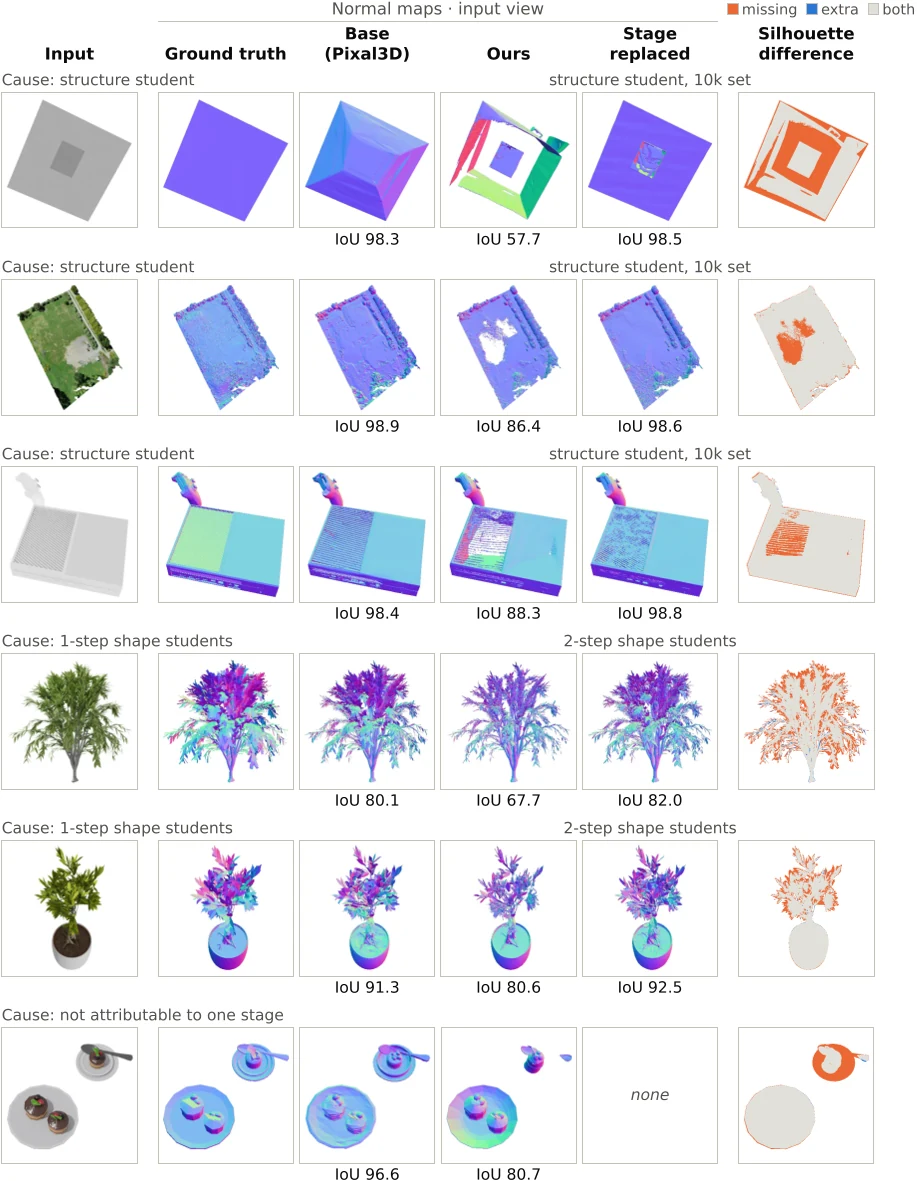 Normal maps · input view
missing extra both
Input Ground truth Base (Pixal3D) Ours Stage replaced Silhouette difference
Cause: structure student structure student, 10k set
IoU 98.3 IoU 57.7 IoU 98.5
Cause: structure student structure student, 10k set
IoU 98.9 IoU 86.4 IoU 98.6
Cause: structure student structure student, 10k set
IoU 98.4 IoU 88.3 IoU 98.8
Cause: 1-step shape students 2-step shape students
IoU 80.1 IoU 67.7 IoU 82.0
Cause: 1-step shape students 2-step shape students
IoU 91.3 IoU 80.6 IoU 92.5
Cause: not attributable to one stage
none
IoU 96.6 IoU 80.7